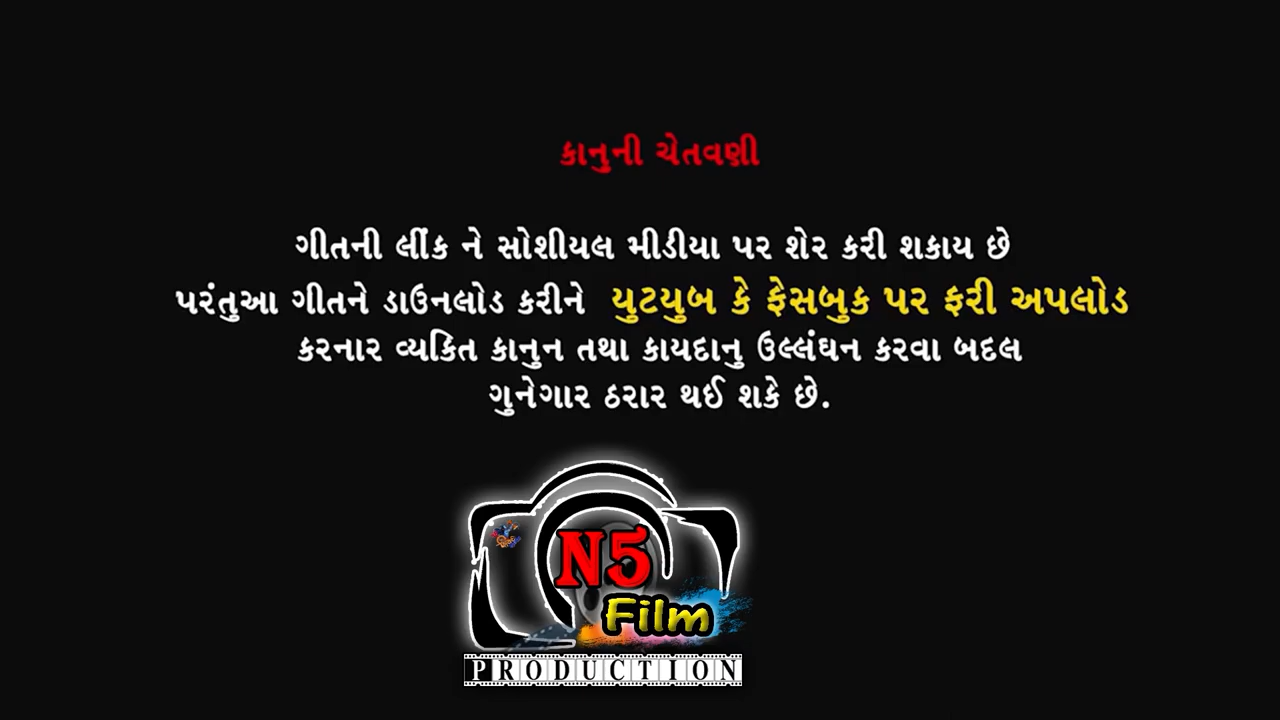 કાનુની ચેતવણી
ગીતની લીંક ને સોશીયલ મીડીયા પર શેર કરી શકાય છે
પરંતુઆ ગીતને ડાઉનલોડ કરીને યુટયુબ કે ફેસબુક પર ફરી અપલોડ
કરનાર વ્યકિત કાનુન તથા કાયદાનુ ઉલ્લંઘન કરવા બદલ
ગુનેગાર ઠરાર થઈ શકે છે.
N5
Film
PRODUCTION